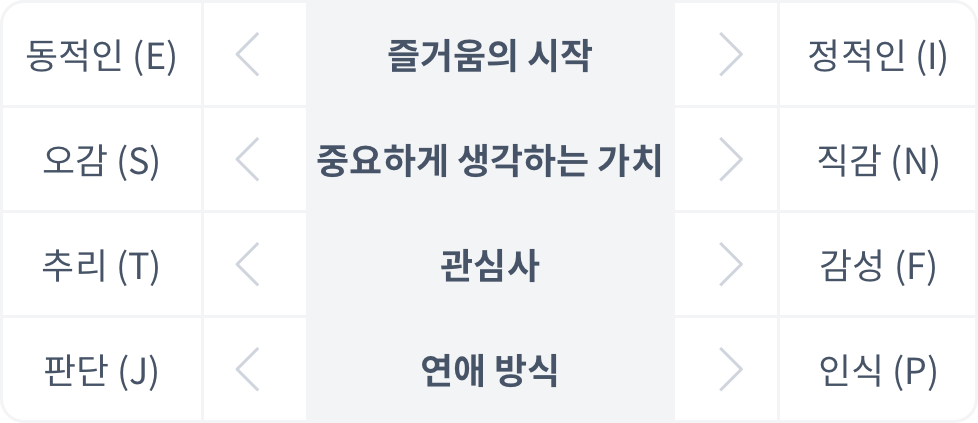 동적인 (E) 즐거움의 시작 정적인 (I)
오감 (S) 중요하게 생각하는 가치 직감 (N)
추리 (T) 관심사 감성 (F)
판단 (J) 연애 방식 인식 (P)